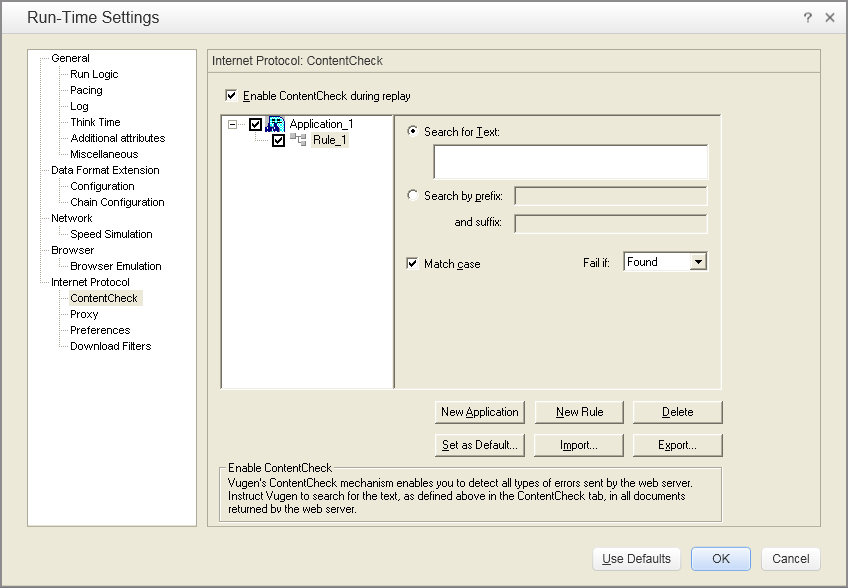 Run-Time Settings
General
Run Logic
Pacing
Log
Think Time
Additional attributes
Miscellaneous
Data Format Extension
Configuration
Chain Configuration
Network
Speed Simulation
Browser
Browser Emulation
Internet Protocol
ContentCheck
Proxy
Preferences
Download Filters
Internet Protocol: ContentCheck
Enable ContentCheck during replay
Application_1
Rule_1
Search for Text:
Search by prefix:
and suffix:
Match case
Fail if: Found
New Application New Rule Delete
Set as Default... Import... Export...
Enable ContentCheck
Vugen's ContentCheck mechanism enables you to detect all types of errors sent by the web server.
Instruct Vugen to search for the text, as defined above in the ContentCheck tab, in all documents
returned by the web server.
Use Defaults OK Cancel